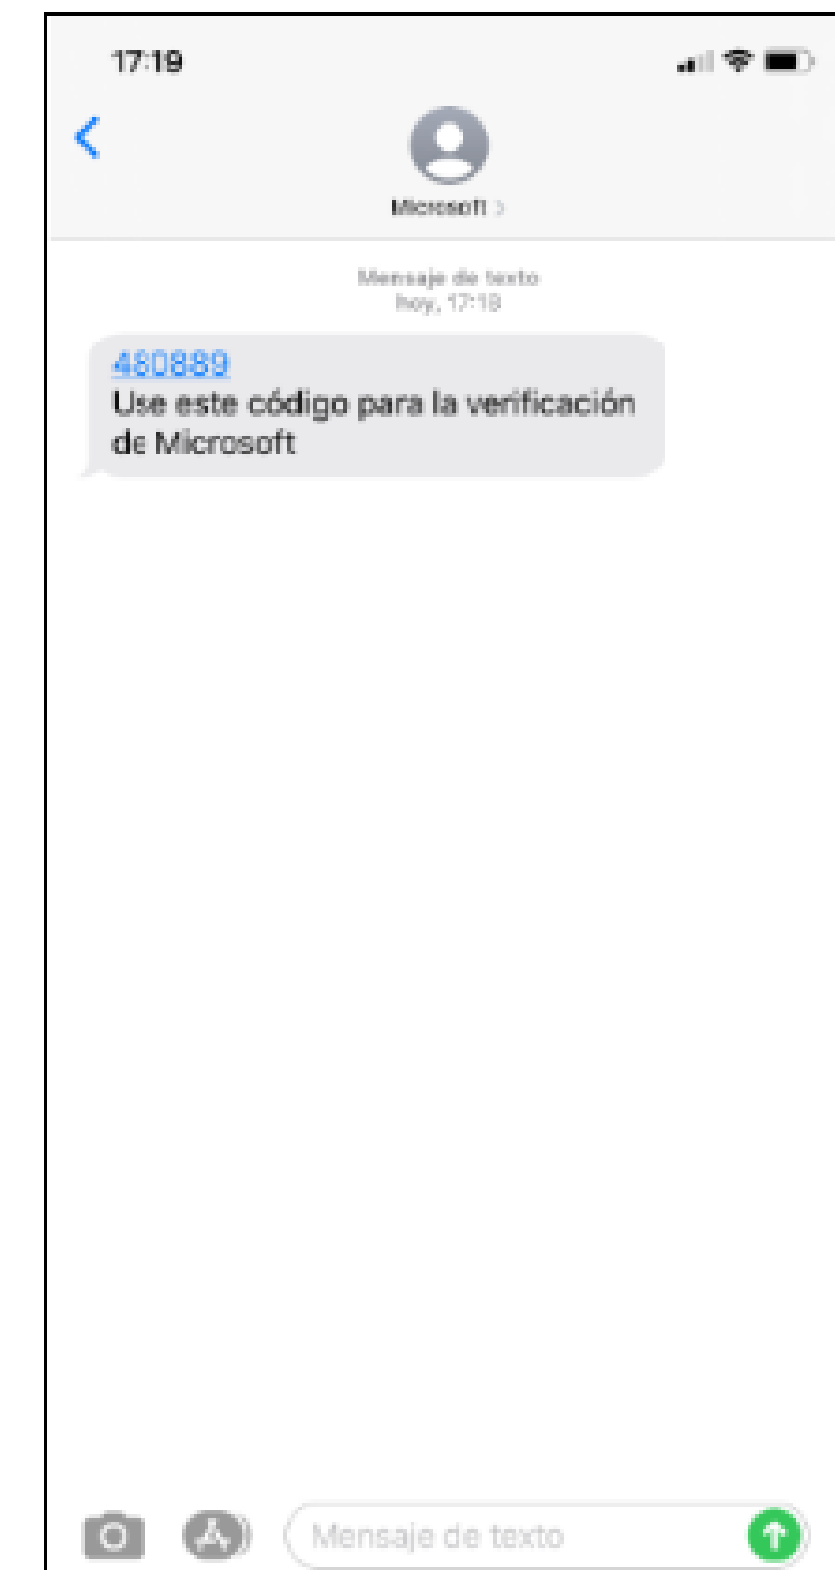 17:19
Microsoft >
Mensaje de texto
hoy, 17:19
480889
Use este código para la verificación
de Microsoft
Mensaje de texto